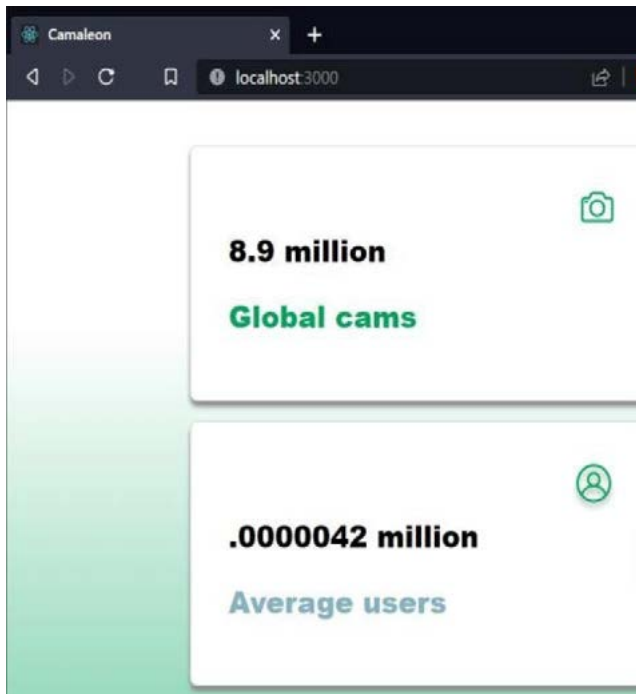 Camaleon
localhost:3000
8.9 million
Global cams
.0000042 million
Average users